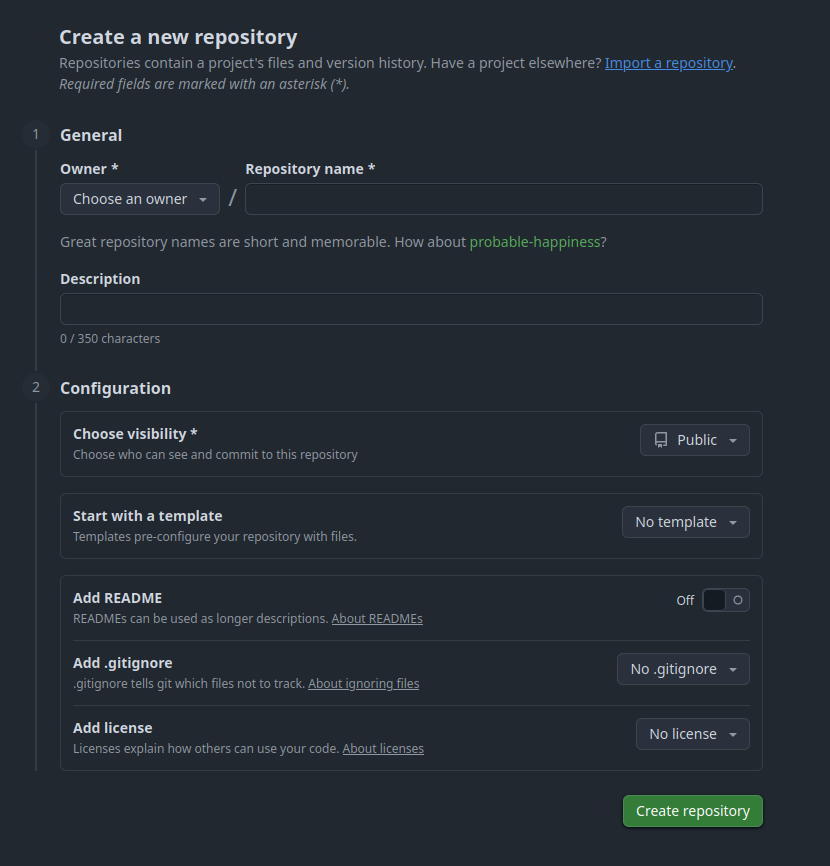 Create a new repository
Repositories contain a project's files and version history. Have a project elsewhere? Import a repository.
Required fields are marked with an asterisk (*).
1
General
Owner *
Repository name *
Choose an owner
/
Great repository names are short and memorable. How about probable-happiness?
Description
0 / 350 characters
2
Configuration
Choose visibility *
Choose who can see and commit to this repository
Public
Start with a template
Templates pre-configure your repository with files.
No template
Add README
READMEs can be used as longer descriptions. About READMEs
Off
Add .gitignore
.gitignore tells git which files not to track. About ignoring files
No .gitignore
Add license
Licenses explain how others can use your code. About licenses
No license
Create repository